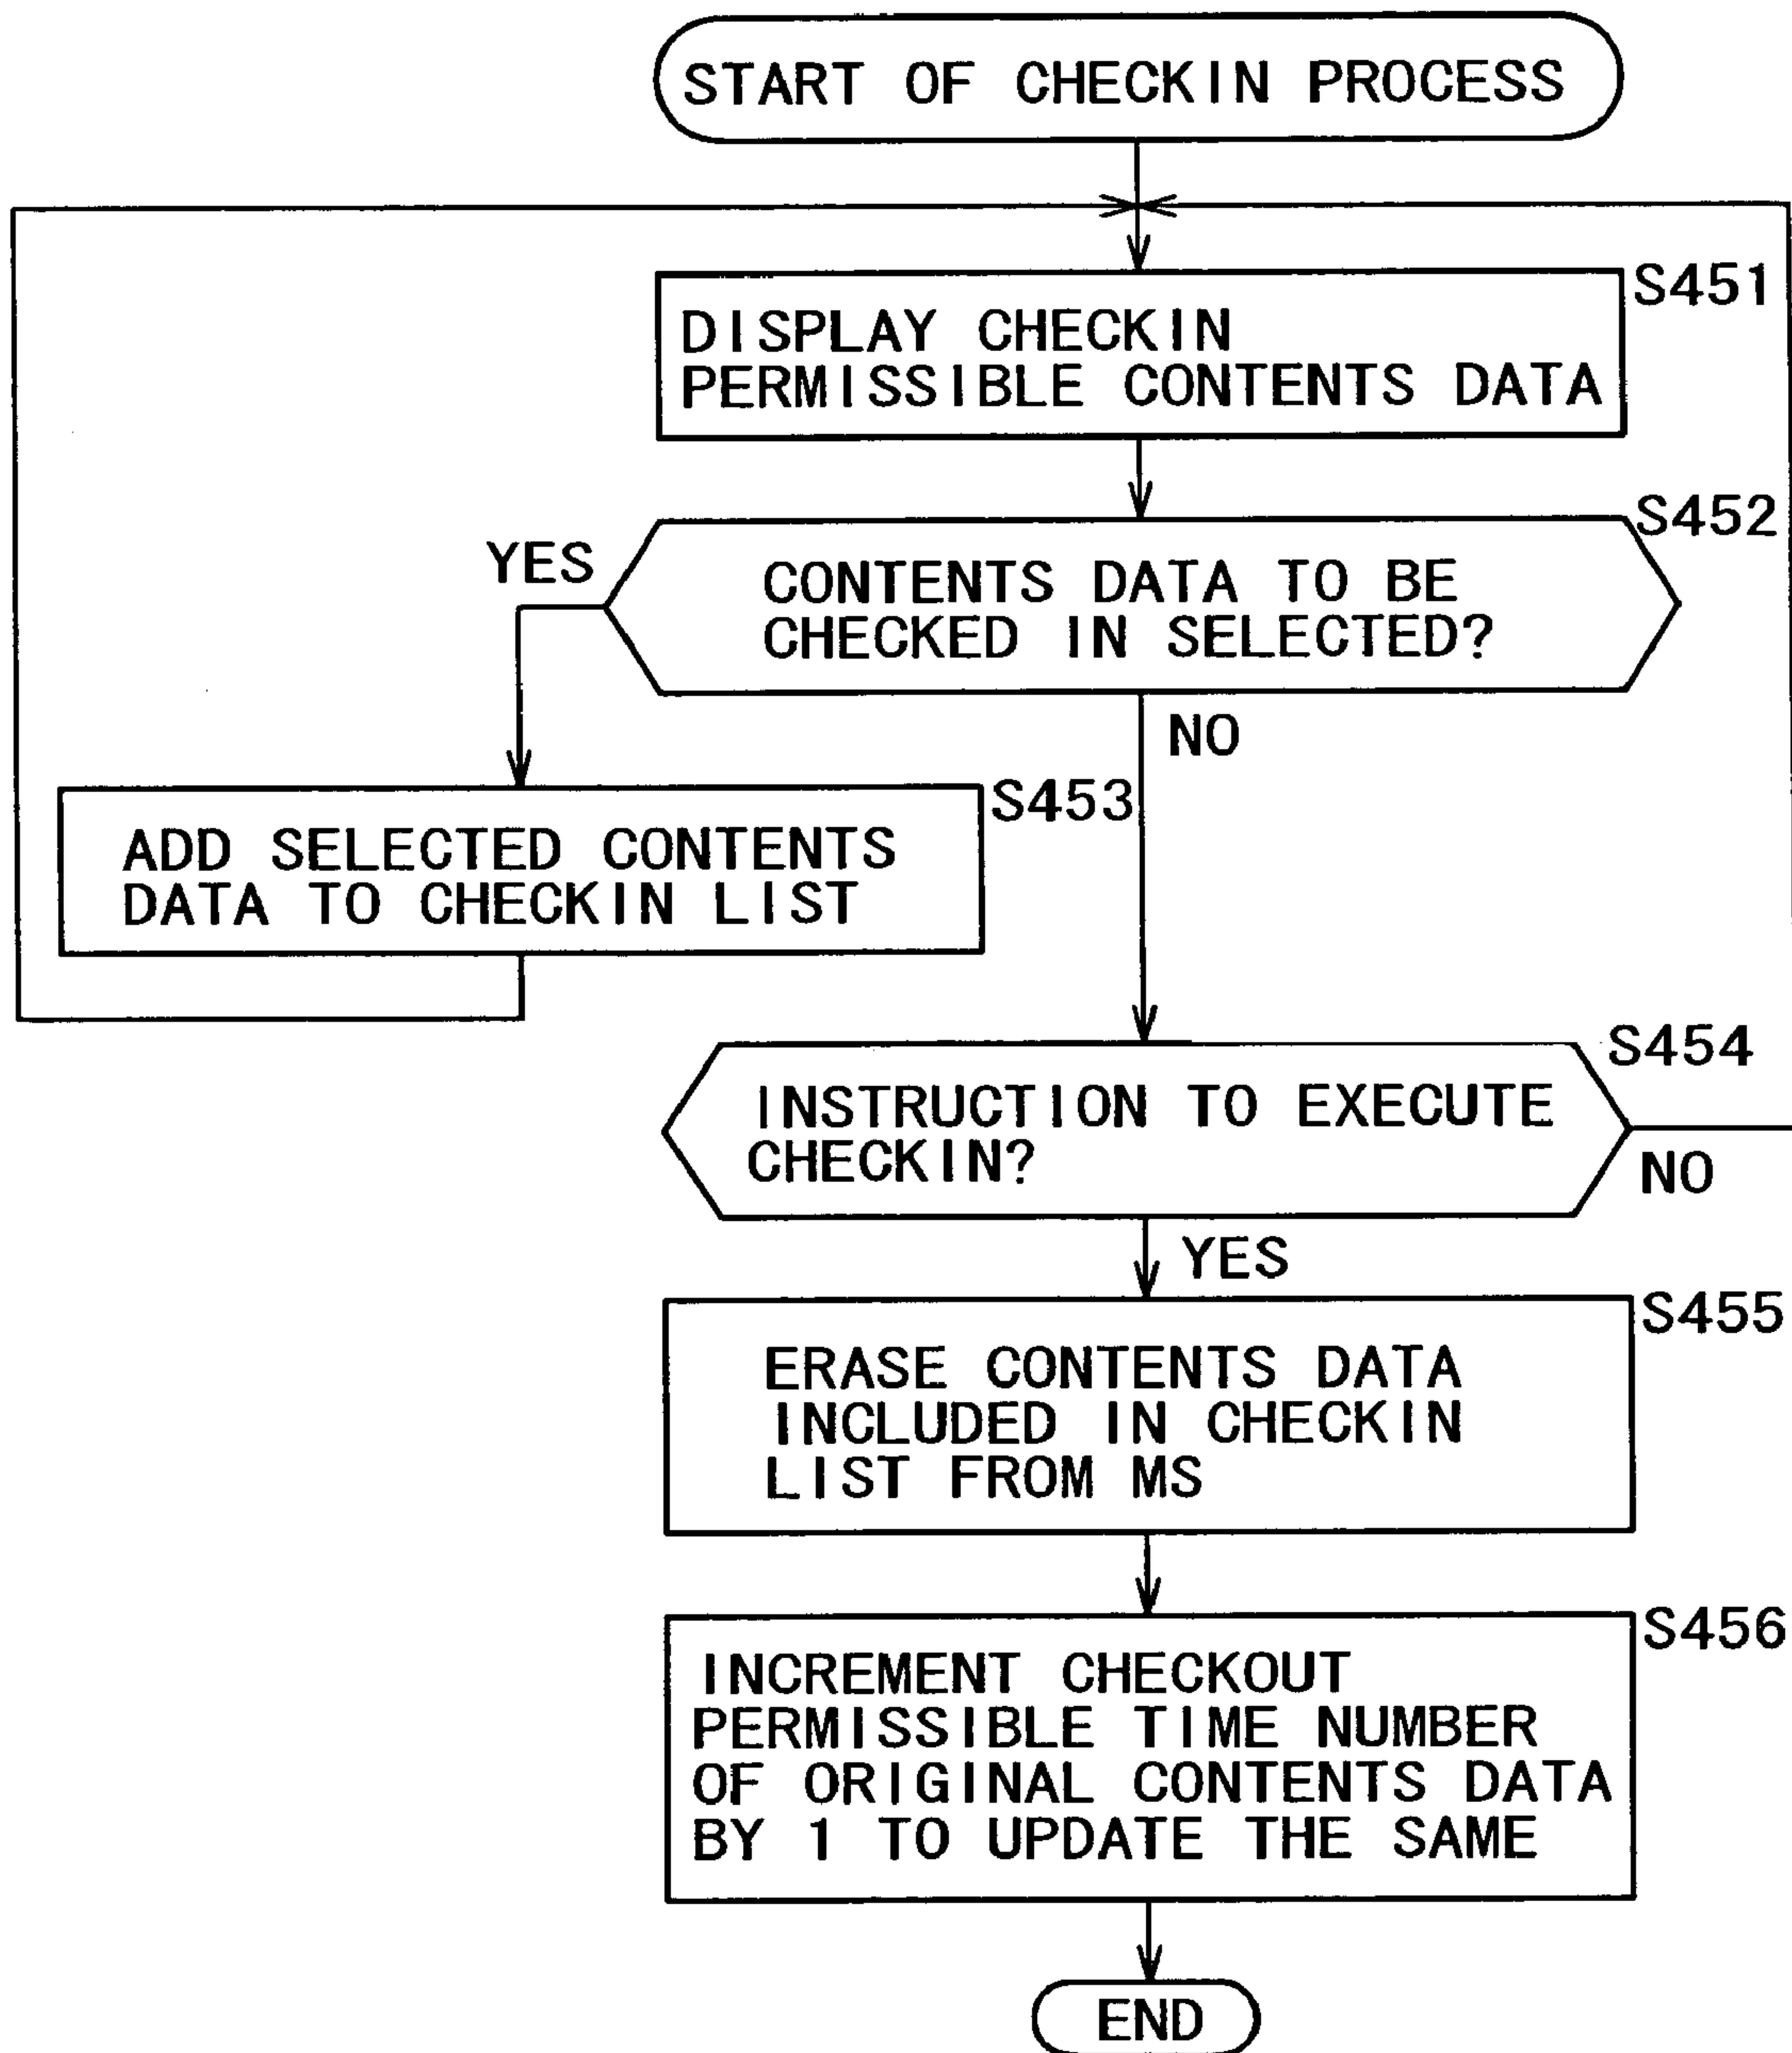 START OF CHECKIN PROCESS
S451
DISPLAY CHECKIN
PERMISSIBLE CONTENTS DATA
S452
YES
CONTENTS DATA TO BE
CHECKED IN SELECTED?
NO
S453
ADD SELECTED CONTENTS
DATA TO CHECKIN LIST
S454
INSTRUCTION TO EXECUTE
CHECKIN?
NO
YES
S455
ERASE CONTENTS DATA
INCLUDED IN CHECKIN
LIST FROM MS
S456
INCREMENT CHECKOUT
PERMISSIBLE TIME NUMBER
OF ORIGINAL CONTENTS DATA
BY 1 TO UPDATE THE SAME
END